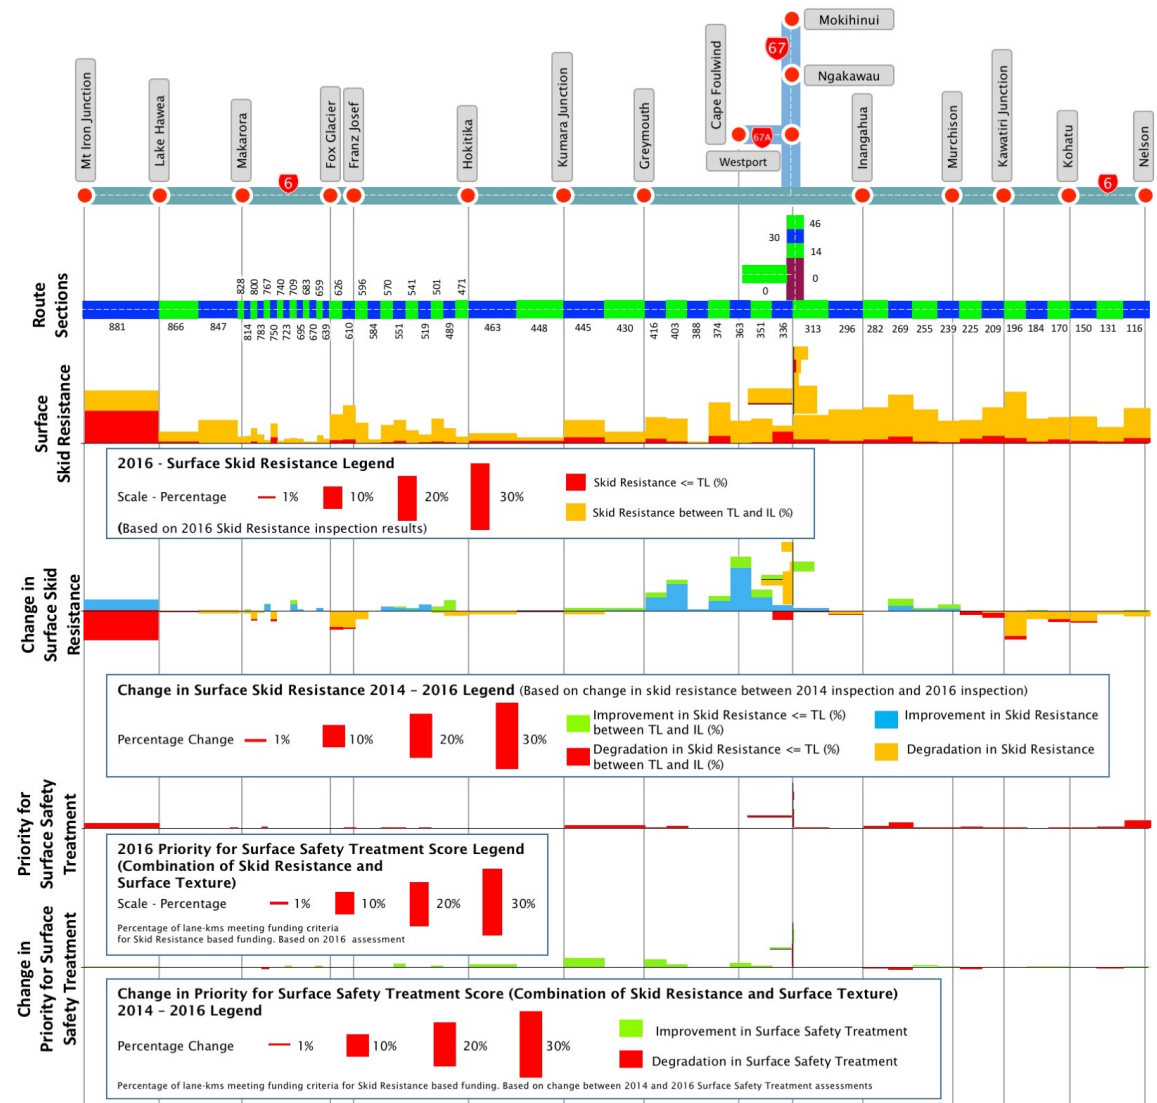 Mokihinui
67
Ngakawau
Cape Foulwind
67A
Westport
Mt Iron Junction
Lake Hawea
Makarora
Fox Glacier
Franz Josef
Hokitika
Kumara Junction
Greymouth
Inangahua
Murchison
Kawatiri Junction
Kohatu
Nelson
6
6
46
30
14
0
0
Route
Sections
828
800
767
740
709
683
659
626
596
570
541
501
471
881
866
847
814
783
750
723
695
670
639
610
584
551
519
489
463
448
445
430
416
403
388
374
363
351
336
313
296
282
269
255
239
225
209
196
184
170
150
131
116
Surface
Skid Resistance
2016 - Surface Skid Resistance Legend
Scale - Percentage 1% 10% 20% 30%
(Based on 2016 Skid Resistance inspection results)
Skid Resistance <= TL (%)
Skid Resistance between TL and IL (%)
Change in
Surface Skid
Resistance
Change in Surface Skid Resistance 2014 – 2016 Legend (Based on change in skid resistance between 2014 inspection and 2016 inspection)
Percentage Change 1% 10% 20% 30%
Improvement in Skid Resistance <= TL (%)
between TL and IL (%)
Degradation in Skid Resistance <= TL (%)
between TL and IL (%)
Improvement in Skid Resistance
Degradation in Skid Resistance
Priority for
Surface Safety
Treatment
2016 Priority for Surface Safety Treatment Score Legend
(Combination of Skid Resistance and
Surface Texture)
Scale - Percentage 1% 10% 20% 30%
Percentage of lane-kms meeting funding criteria
for Skid Resistance based funding. Based on 2016 assessment
Change in
Priority for Surface
Safety Treatment
Change in Priority for Surface Safety Treatment Score (Combination of Skid Resistance and Surface Texture)
2014 – 2016 Legend
Percentage Change 1% 10% 20% 30%
Improvement in Surface Safety Treatment
Degradation in Surface Safety Treatment
Percentage of lane-kms meeting funding criteria for Skid Resistance based funding. Based on change between 2014 and 2016 Surface Safety Treatment assessments